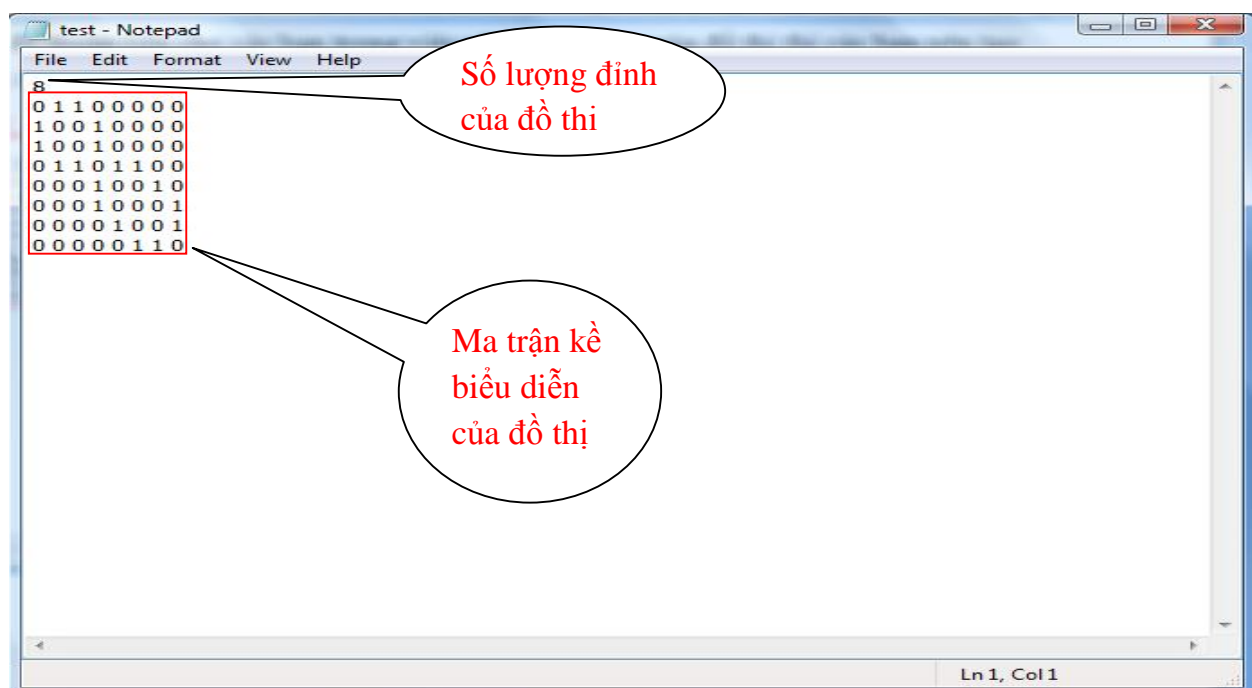 test - Notepad
File Edit Format View Help
8
0 1 1 0 0 0 0 0
1 0 0 1 0 0 0 0
1 0 0 1 0 0 0 0
0 1 1 0 1 1 0 0
0 0 0 1 0 0 1 0
0 0 0 1 0 0 0 1
0 0 0 0 1 0 0 1
0 0 0 0 0 1 1 0
Số lượng đỉnh
của đồ thi
Ma trận kề
biểu diễn
của đồ thị
Ln 1, Col 1